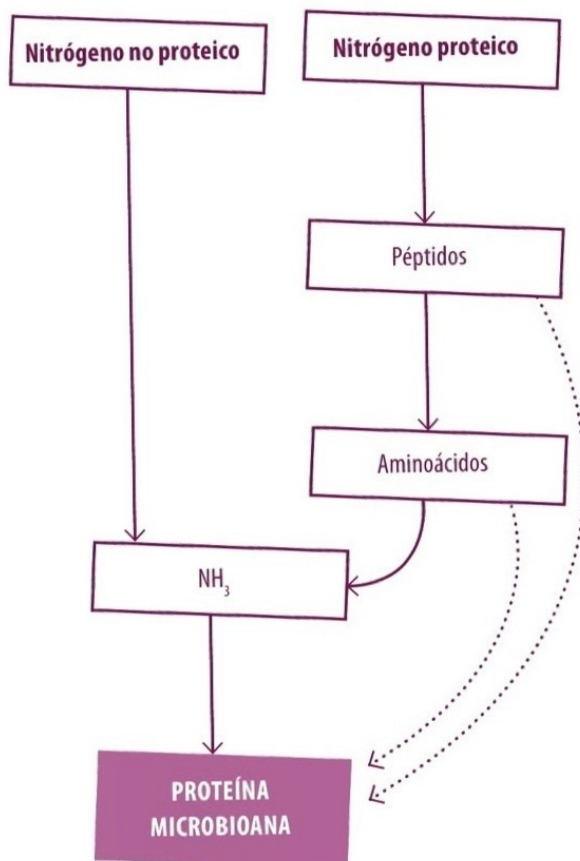 Nitrógeno no proteico
Nitrógeno proteico
Péptidos
Aminoácidos
NH₃
PROTEÍNA
MICROBIOANA